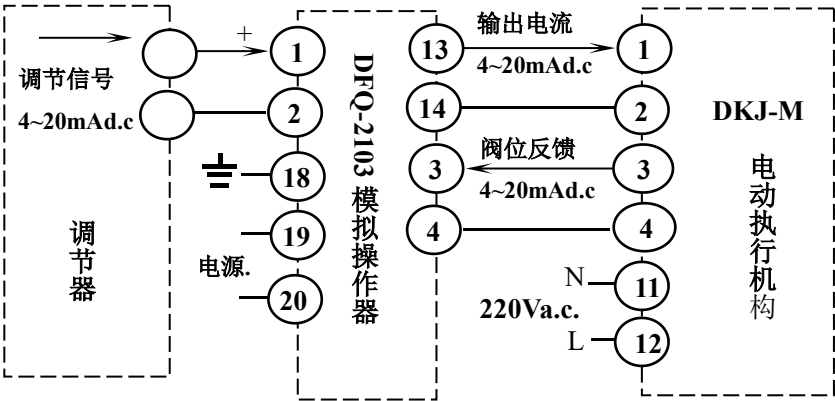 调节信号
4~20mAd.c
调节器
+
1
2
18
19
电源.
20
DFQ-2103 模拟操作器
13
14
3
4
输出电流
4~20mAd.c
阀位反馈
4~20mAd.c
N
220Va.c.
L
1
2
3
4
11
12
DKJ-M
电动执行机构